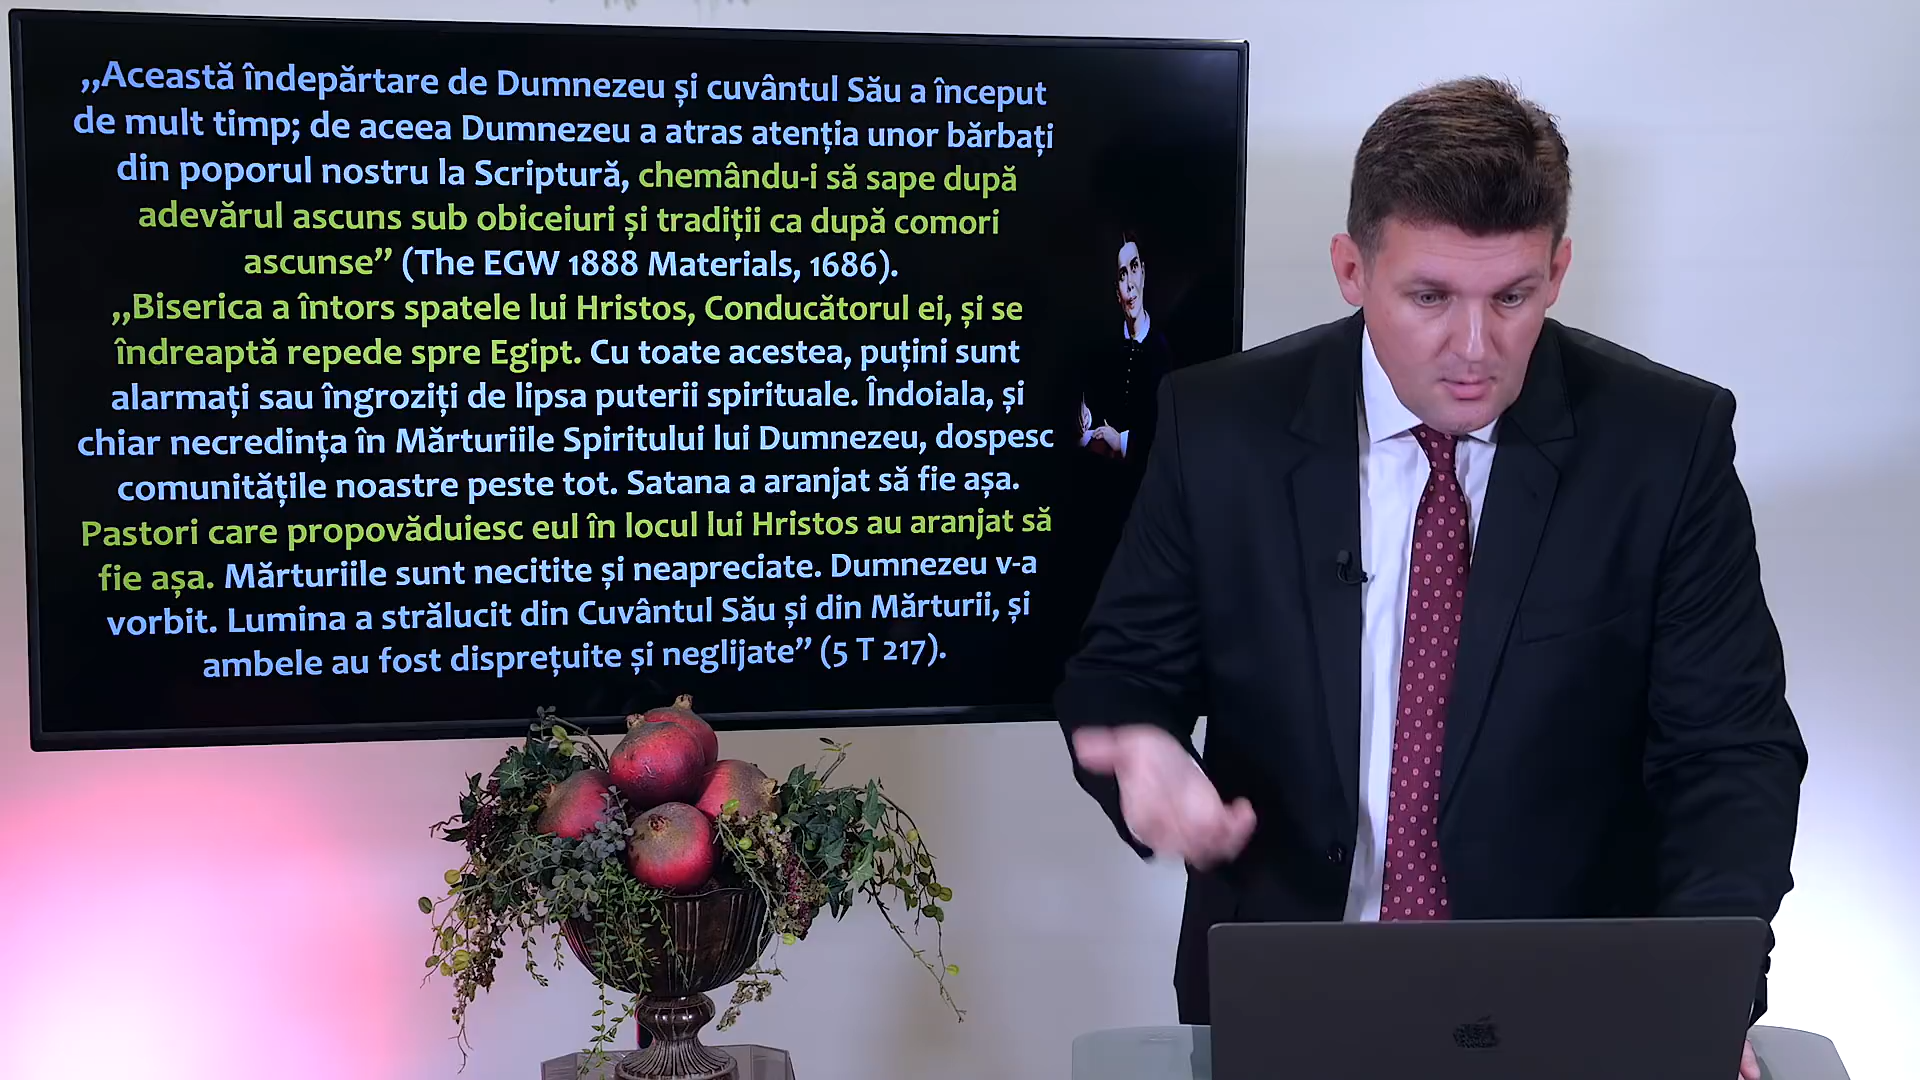 „Această îndepărtare de Dumnezeu și cuvântul Său a început
de mult timp; de aceea Dumnezeu a atras atenția unor bărbați
din poporul nostru la Scriptură, chemându-i să sape după
adevărul ascuns sub obiceiuri și tradiții ca după comori
ascunse” (The EGW 1888 Materials, 1686).
„Biserica a întors spatele lui Hristos, Conducătorul ei, și se
îndreaptă repede spre Egipt. Cu toate acestea, puțini sunt
alarmați sau îngroziți de lipsa puterii spirituale. Îndoiala, și
chiar necredința în Mărturiile Spiritului lui Dumnezeu, dospesc
comunitățile noastre peste tot. Satana a aranjat să fie așa.
Pastori care propovăduiesc eul în locul lui Hristos au aranjat să
fie așa. Mărturiile sunt necitite și neapreciate. Dumnezeu v-a
vorbit. Lumina a strălucit din Cuvântul Său și din Mărturii, și
ambele au fost disprețuite și neglijate” (5 T 217).